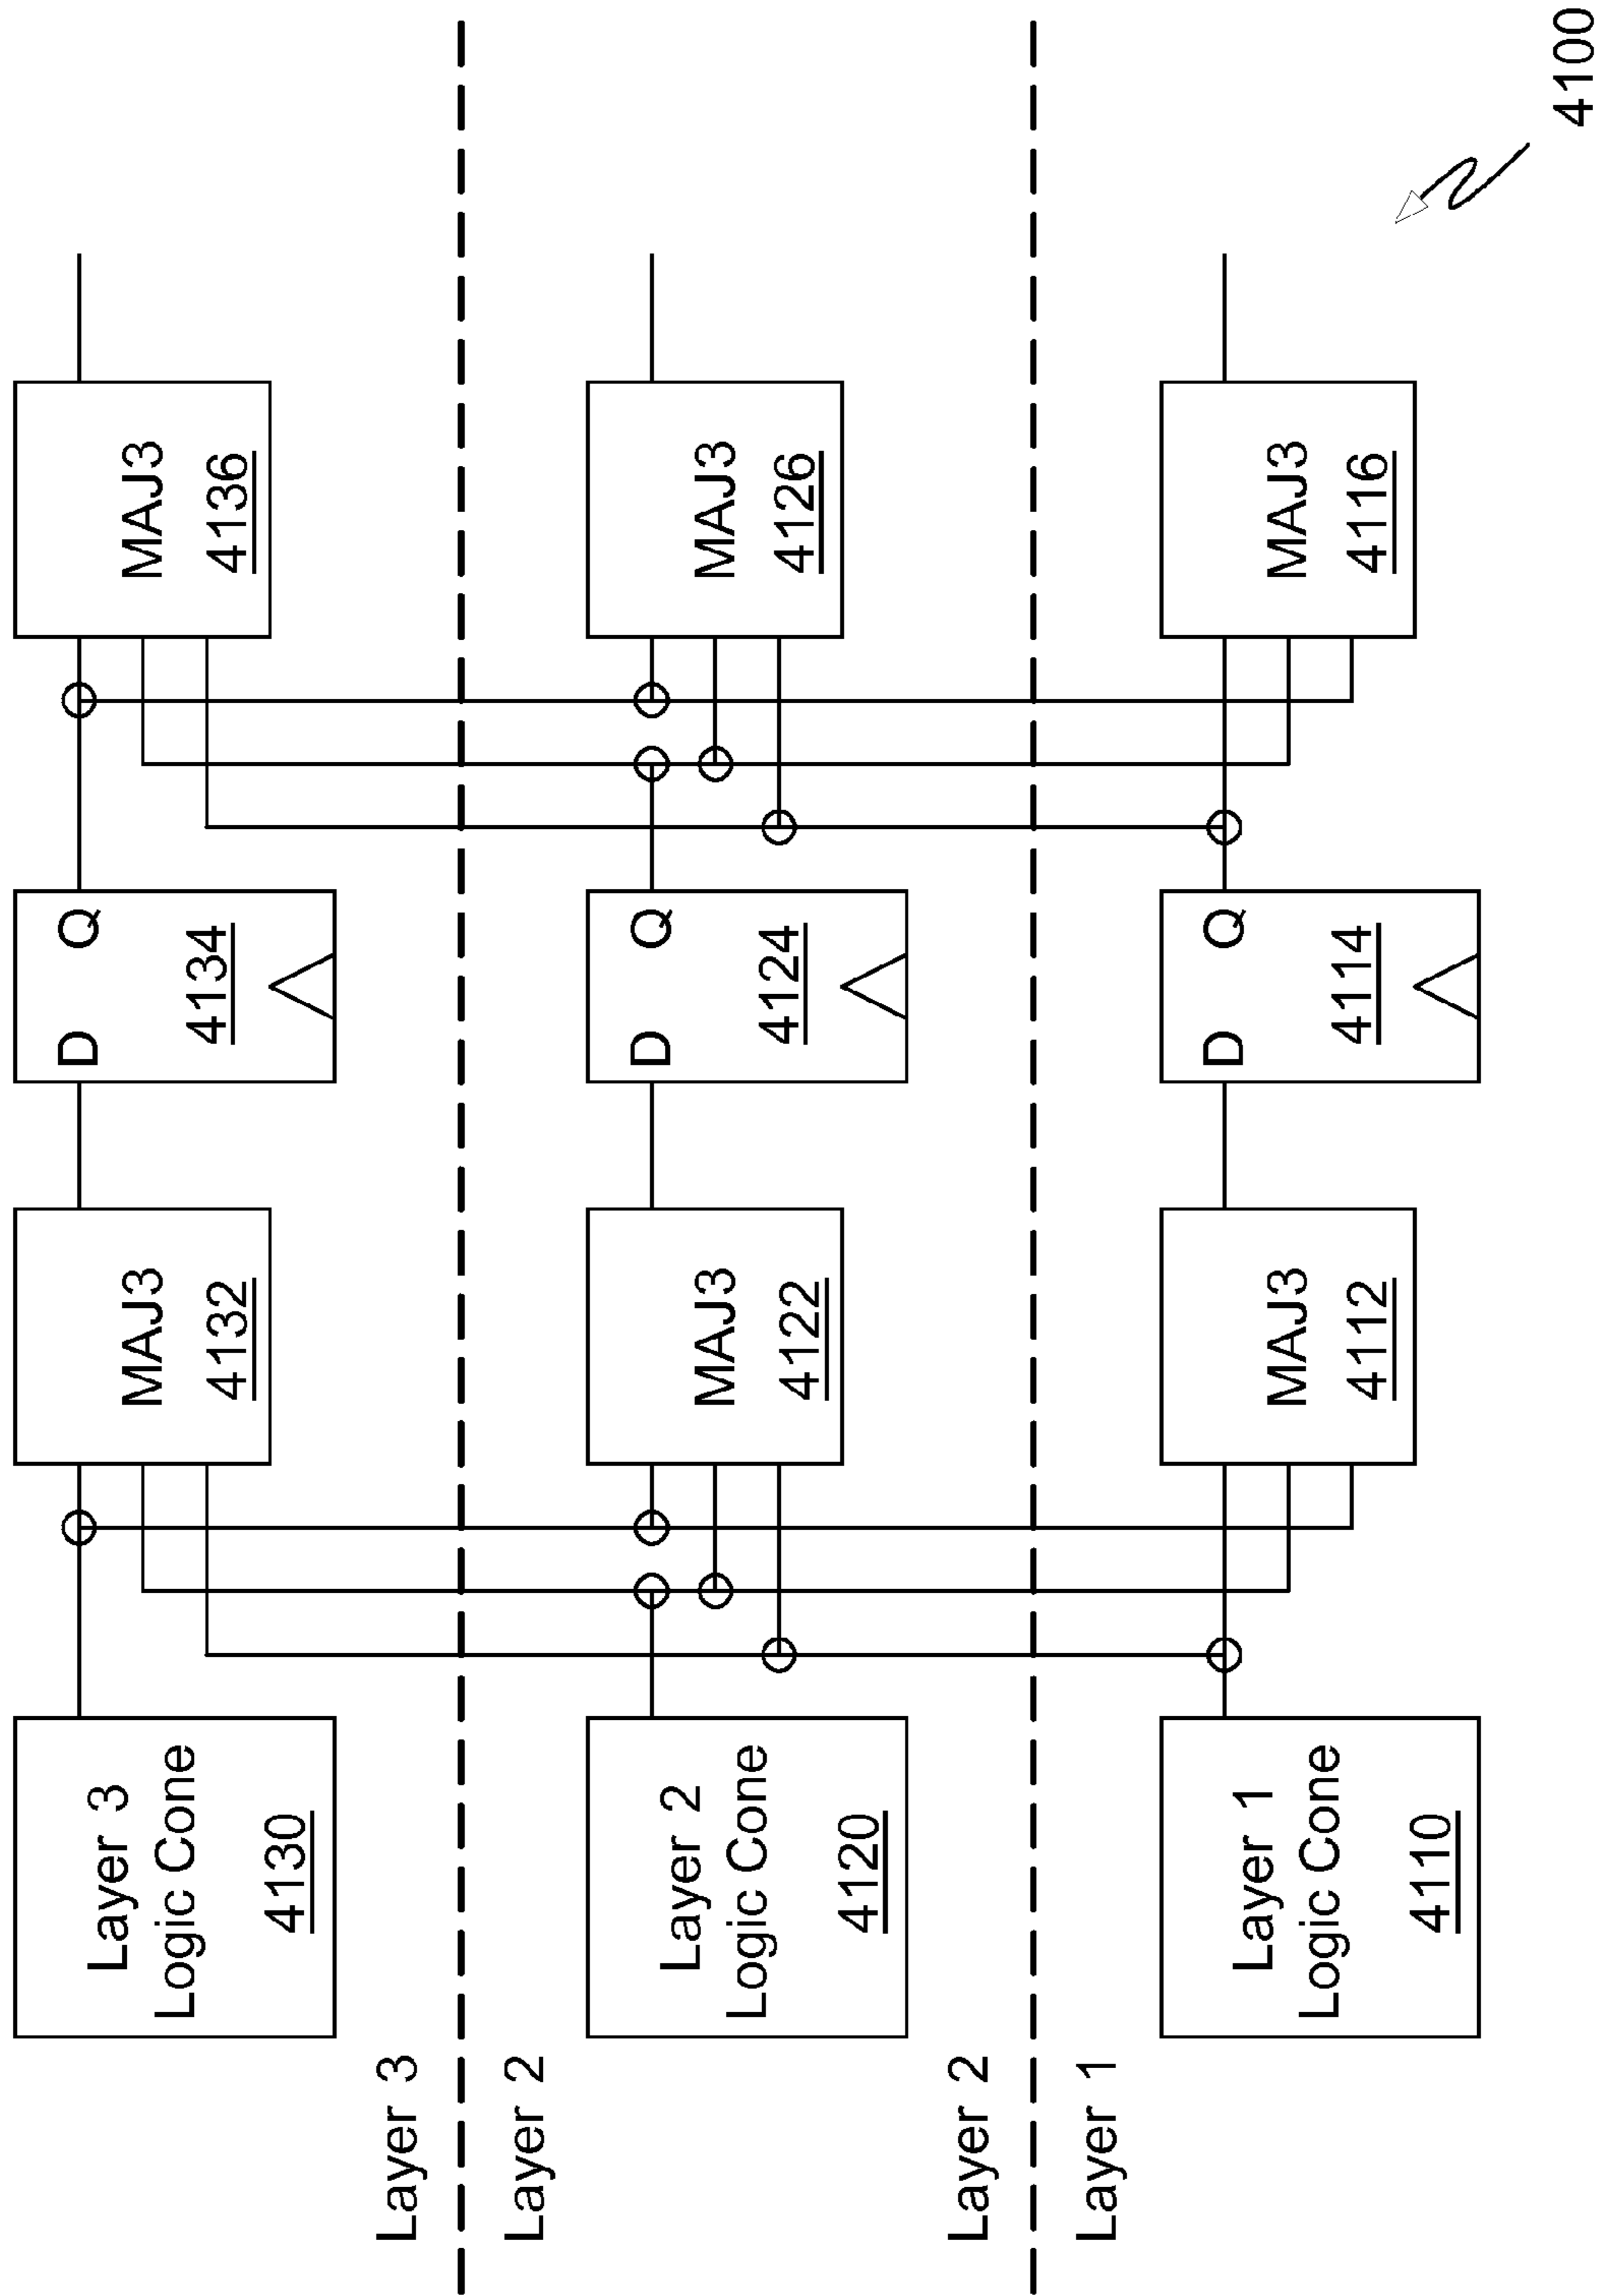 Layer 3
Logic Cone
4130
MAJ3
4132
D Q
4134
MAJ3
4136
Layer 3
Layer 2
Layer 2
Logic Cone
4120
MAJ3
4122
D Q
4124
MAJ3
4126
Layer 2
Layer 1
Layer 1
Logic Cone
4110
MAJ3
4112
D Q
4114
MAJ3
4116
4100